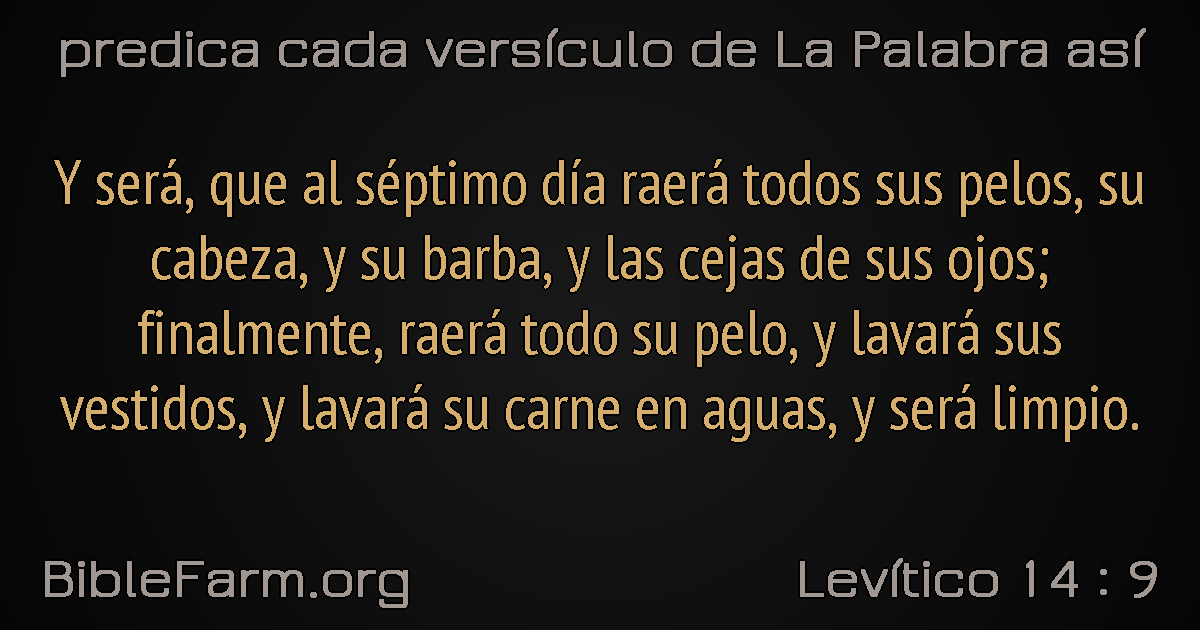 predica cada versículo de La Palabra así
Y será, que al séptimo día raerá todos sus pelos, su
cabeza, y su barba, y las cejas de sus ojos;
finalmente, raerá todo su pelo, y lavará sus
vestidos, y lavará su carne en aguas, y será limpio.
BibleFarm.org
Levítico 14 : 9